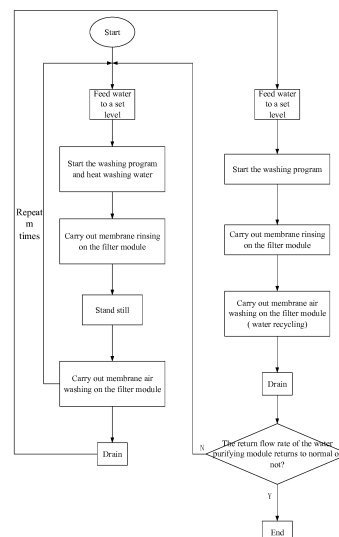 Start
Feed water
to a set
level
Start the washing program
and heat washing water
Repeat
m
times
Carry out membrane rinsing
on the filter module
Stand still
Carry out membrane air
washing on the filter module
Drain
Feed water
to a set
level
Start the washing program
Carry out membrane rinsing
on the filter module
Carry out membrane air
washing on the filter module
( water recycling)
Drain
N
The return flow rate of the water
purifying module returns to normal o
not?
Y
End